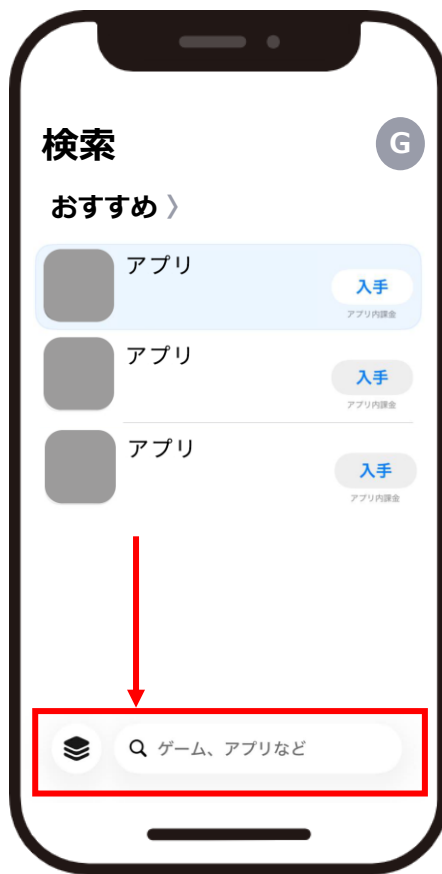 検索
G
おすすめ 〉
アプリ
入手
アプリ内課金
アプリ
入手
アプリ内課金
アプリ
入手
アプリ内課金
ゲーム、アプリなど